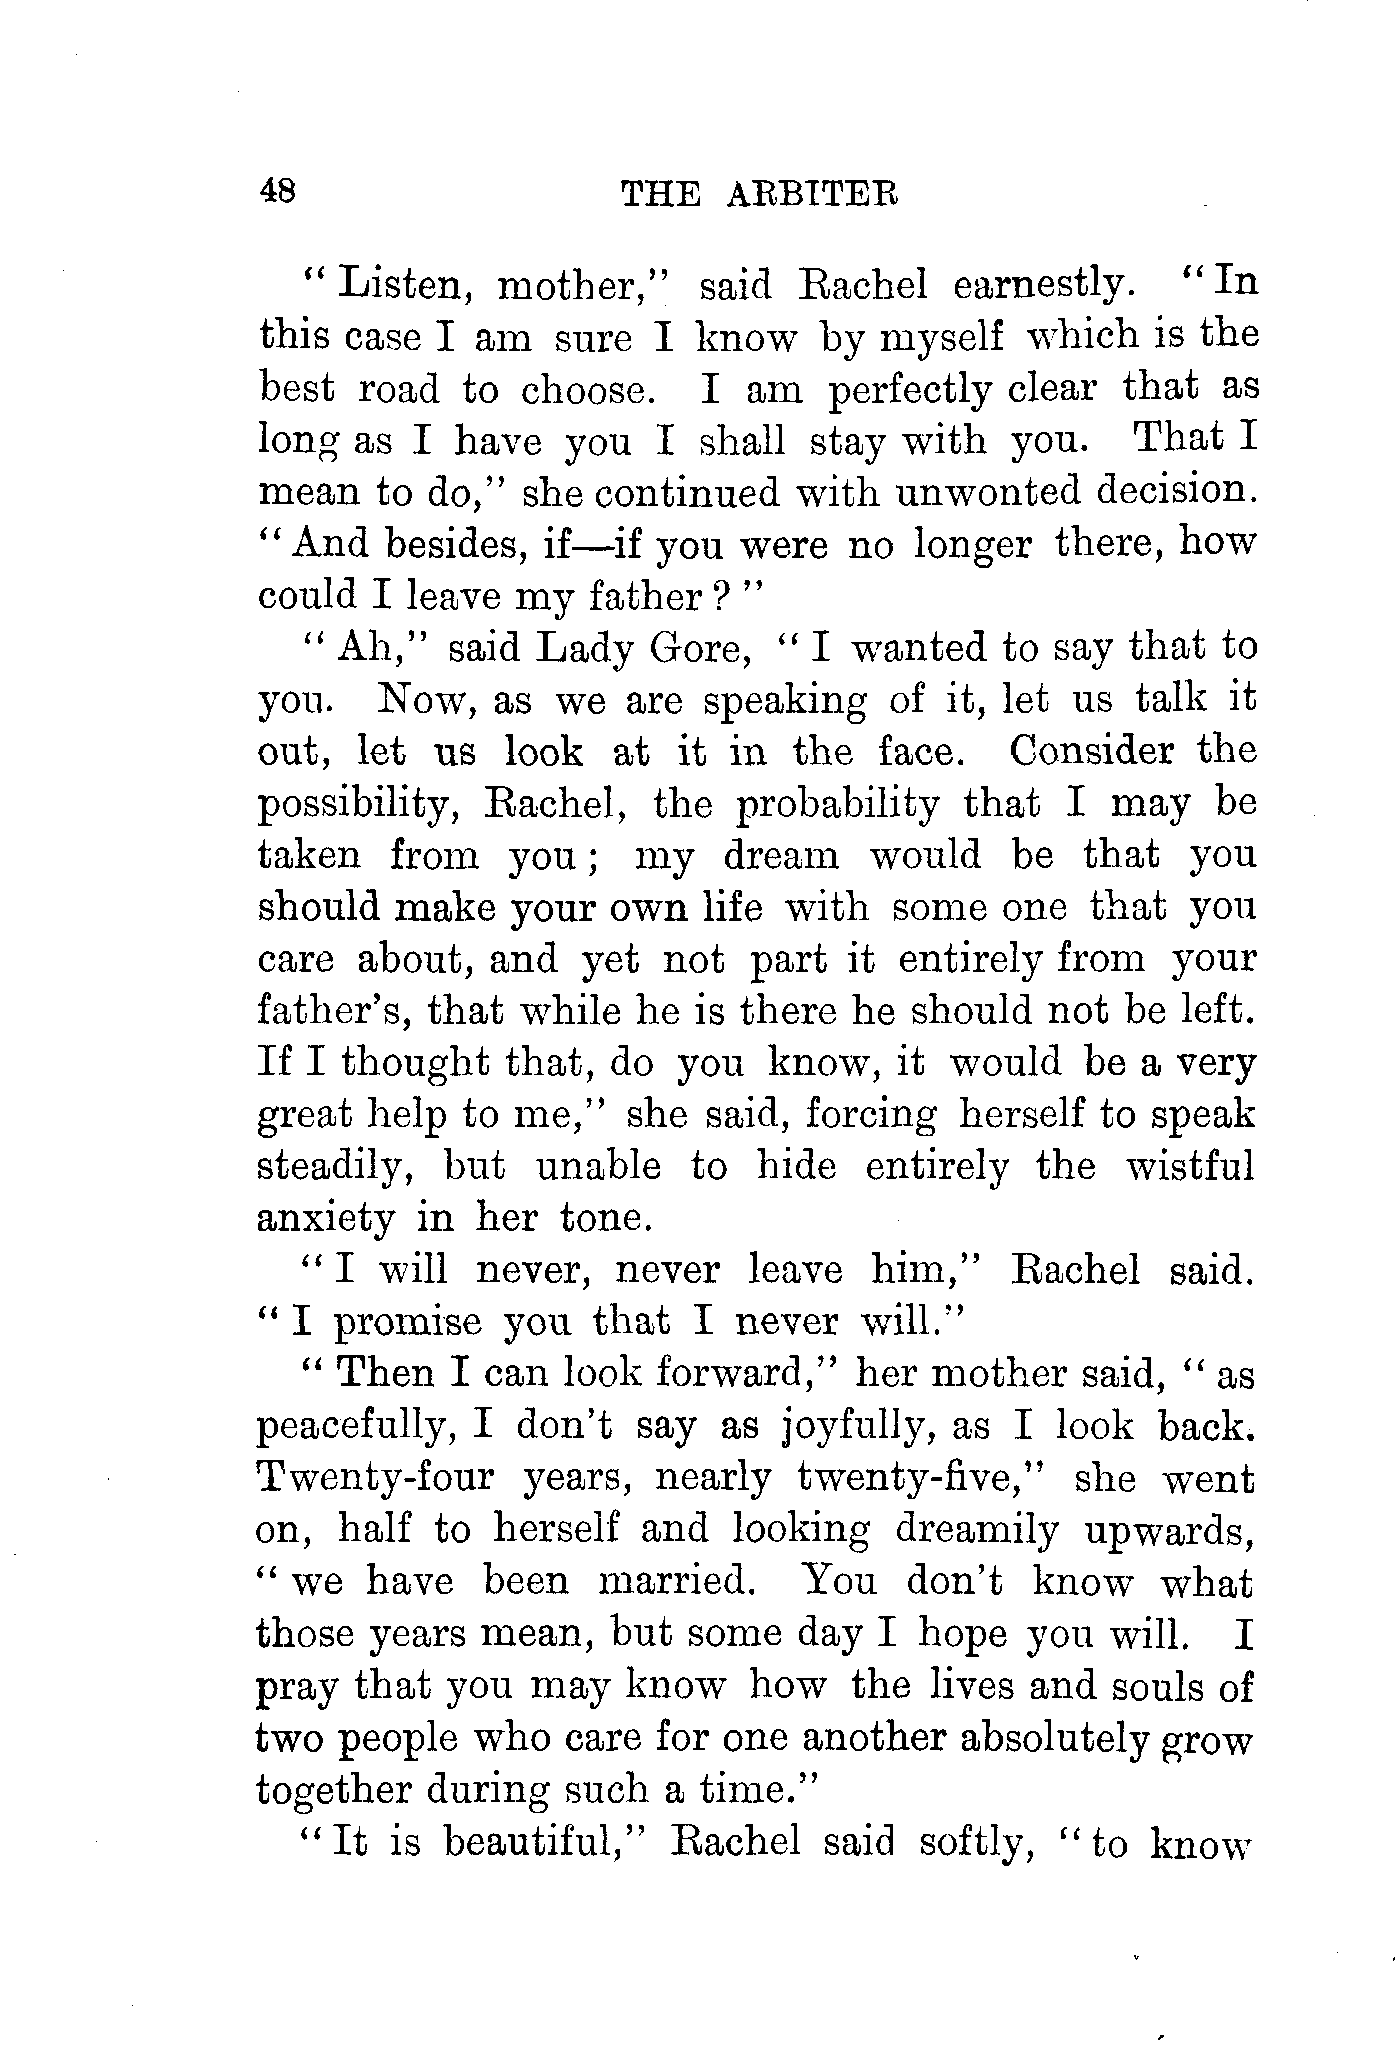 48 THE ARBITER
“ Listen, mother,” said Rachel earnestly. “ In
this case I am sure I know by myself which is the
best road to choose. I am perfectly clear that as
long as I have you I shall stay with you. That I
mean to do,” she continued with unwonted decision.
“ And besides, if—if you were no longer there, how
could I leave my father ? ”
“ Ah,” said Lady Gore, “ I wanted to say that to
you. Now, as we are speaking of it, let us talk it
out, let us look at it in the face. Consider the
possibility, Rachel, the probability that I may be
taken from you ; my dream would be that you
should make your own life with some one that you
care about, and yet not part it entirely from your
father’s, that while he is there he should not be left.
If I thought that, do you know, it would be a very
great help to me,” she said, forcing herself to speak
steadily, but unable to hide entirely the wistful
anxiety in her tone.
“ I will never, never leave him,” Rachel said.
“ I promise you that I never will.”
“ Then I can look forward,” her mother said, “ as
peacefully, I don’t say as joyfully, as I look back.
Twenty-four years, nearly twenty-five,” she went
on, half to herself and looking dreamily upwards,
“ we have been married. You don’t know what
those years mean, but some day I hope you will. I
pray that you may know how the lives and souls of
two people who care for one another absolutely grow
together during such a time.”
“ It is beautiful,” Rachel said softly, “ to know